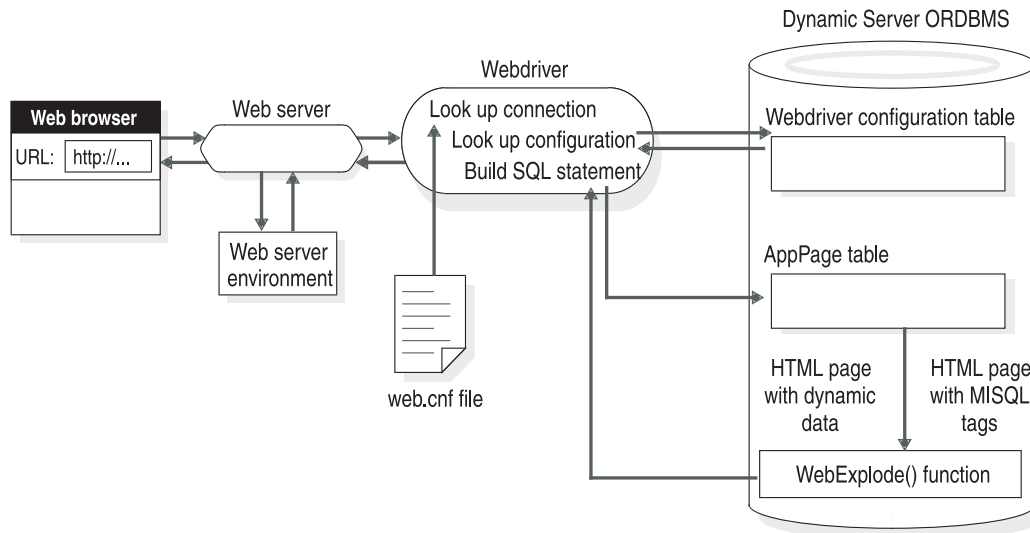 Dynamic Server ORDBMS
Webdriver
Web server
Web browser
URL:
http://...
Look up connection
Look up configuration
Build SQL statement
Webdriver configuration table
Web server
environment
AppPage table
web.cnf file
HTML page
with dynamic
data
HTML page
with MISQL
tags
WebExplode() function